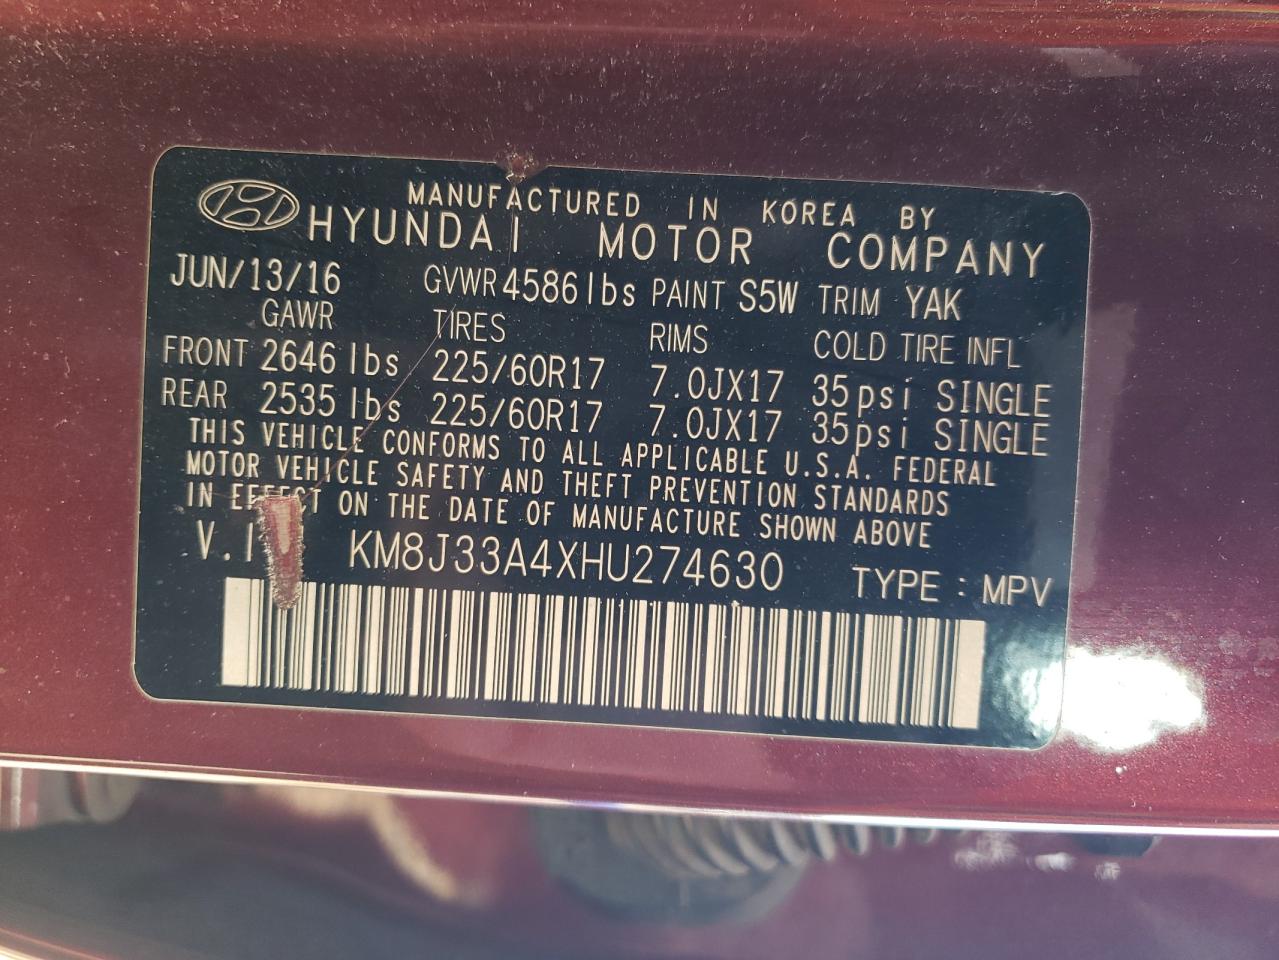 MANUFACTURED IN KOREA BY
HYUNDAI MOTOR COMPANY
JUN/13/16 GVWR 4586 lbs PAINT S5W TRIM YAK
GAWR TIRES RIMS COLD TIRE INFL
FRONT 2646 lbs 225/60R17 7.0JX17 35psi SINGLE
REAR 2535 lbs 225/60R17 7.0JX17 35psi SINGLE
THIS VEHICLE CONFORMS TO ALL APPLICABLE U.S.A. FEDERAL
MOTOR VEHICLE SAFETY AND THEFT PREVENTION STANDARDS
IN EFFECT ON THE DATE OF MANUFACTURE SHOWN ABOVE
V.I KM8J33A4XHU274630 TYPE : MPV